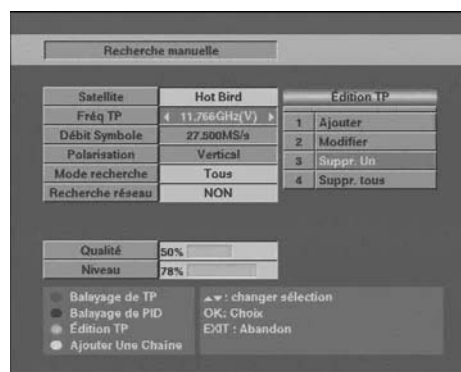 Recherche manuelle
Satellite Hot Bird
Fréq TP 11.766GHz(V)
Débit Symbole 27.500MS/s
Polarisation Vertical
Mode recherche Tous
Recherche réseau NON
Édition TP
1 Ajouter
2 Modifier
3 Suppr. Un
4 Suppr. tous
Qualité 50%
Niveau 78%
Balayage de TP
Balayage de PID
Édition TP
Ajouter Une Chaîne
▲▼: changer sélection
OK: Choix
EXIT : Abandon